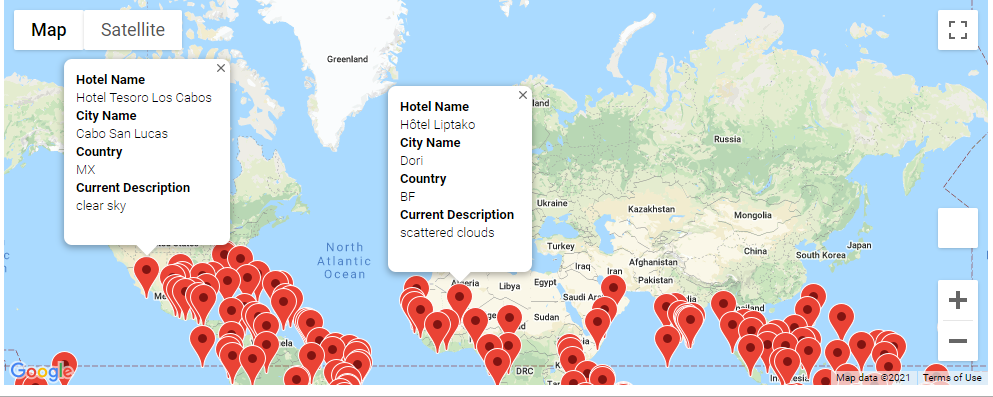 Map
Satellite
Greenland
Hotel Name
Hotel Tesoro Los Cabos
City Name
Cabo San Lucas
Country
MX
Current Description
clear sky
Hotel Name
Hôtel Liptako
City Name
Dori
Country
BF
Current Description
scattered clouds
Russia
Ukraine
Kazakhstan
Mongolia
North
Atlantic
Ocean
Turkey
China
Japan
South Korea
Iraq
Iran
Afghanistan
Pakistan
Algeria
Libya
Egypt
Saudi
Sudan
DRC
Google
Map data ©2021
Terms of Use